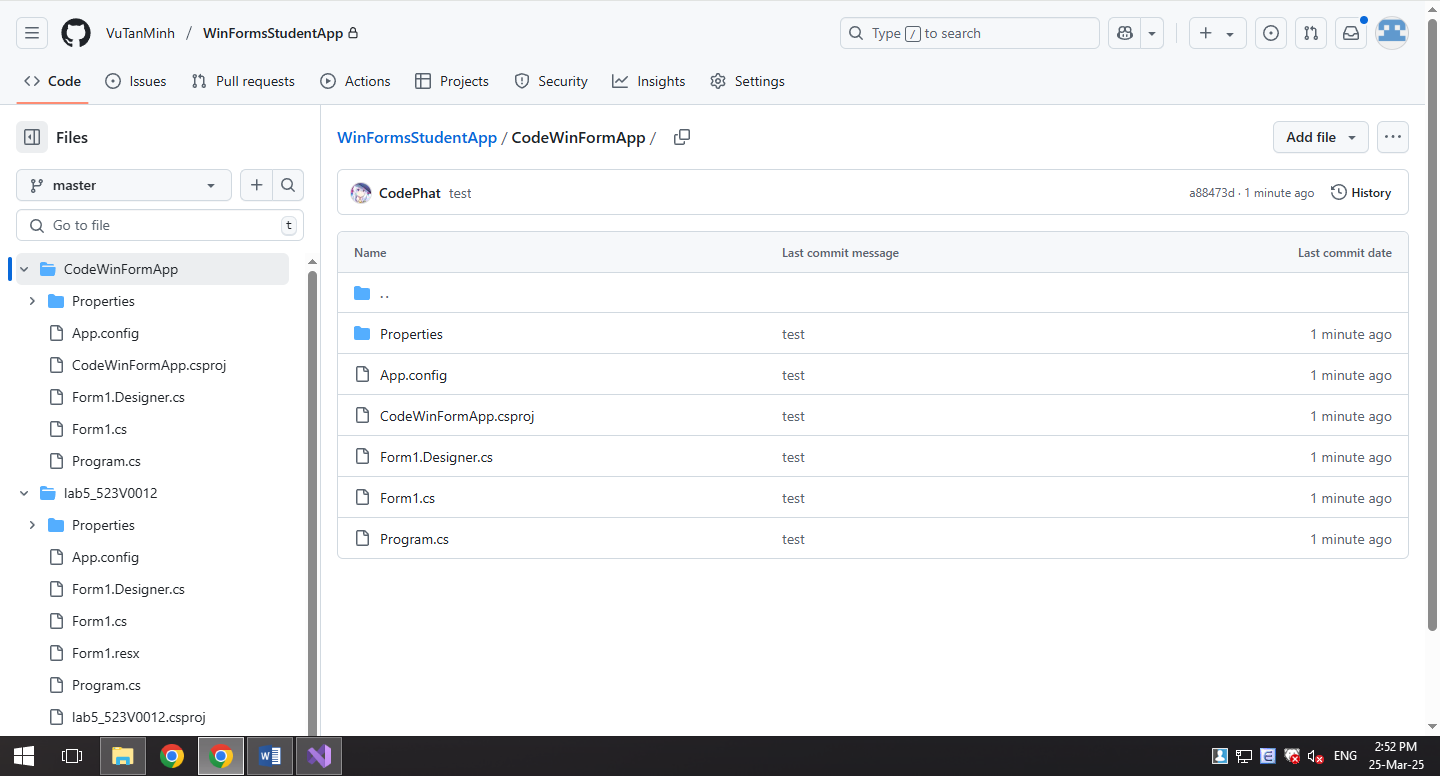 VuTanMinh / WinFormsStudentApp
Type / to search
Code
Issues
Pull requests
Actions
Projects
Security
Insights
Settings
Files
master
Go to file
t
CodeWinFormApp
Properties
App.config
CodeWinFormApp.csproj
Form1.Designer.cs
Form1.cs
Program.cs
lab5_523V0012
Properties
App.config
Form1.Designer.cs
Form1.cs
Form1.resx
Program.cs
lab5_523V0012.csproj
WinFormsStudentApp / CodeWinFormApp /
Add file
CodePhat test
a88473d · 1 minute ago
History
Name Last commit message Last commit date
..
Properties test 1 minute ago
App.config test 1 minute ago
CodeWinFormApp.csproj test 1 minute ago
Form1.Designer.cs test 1 minute ago
Form1.cs test 1 minute ago
Program.cs test 1 minute ago
ENG
2:52 PM
25-Mar-25